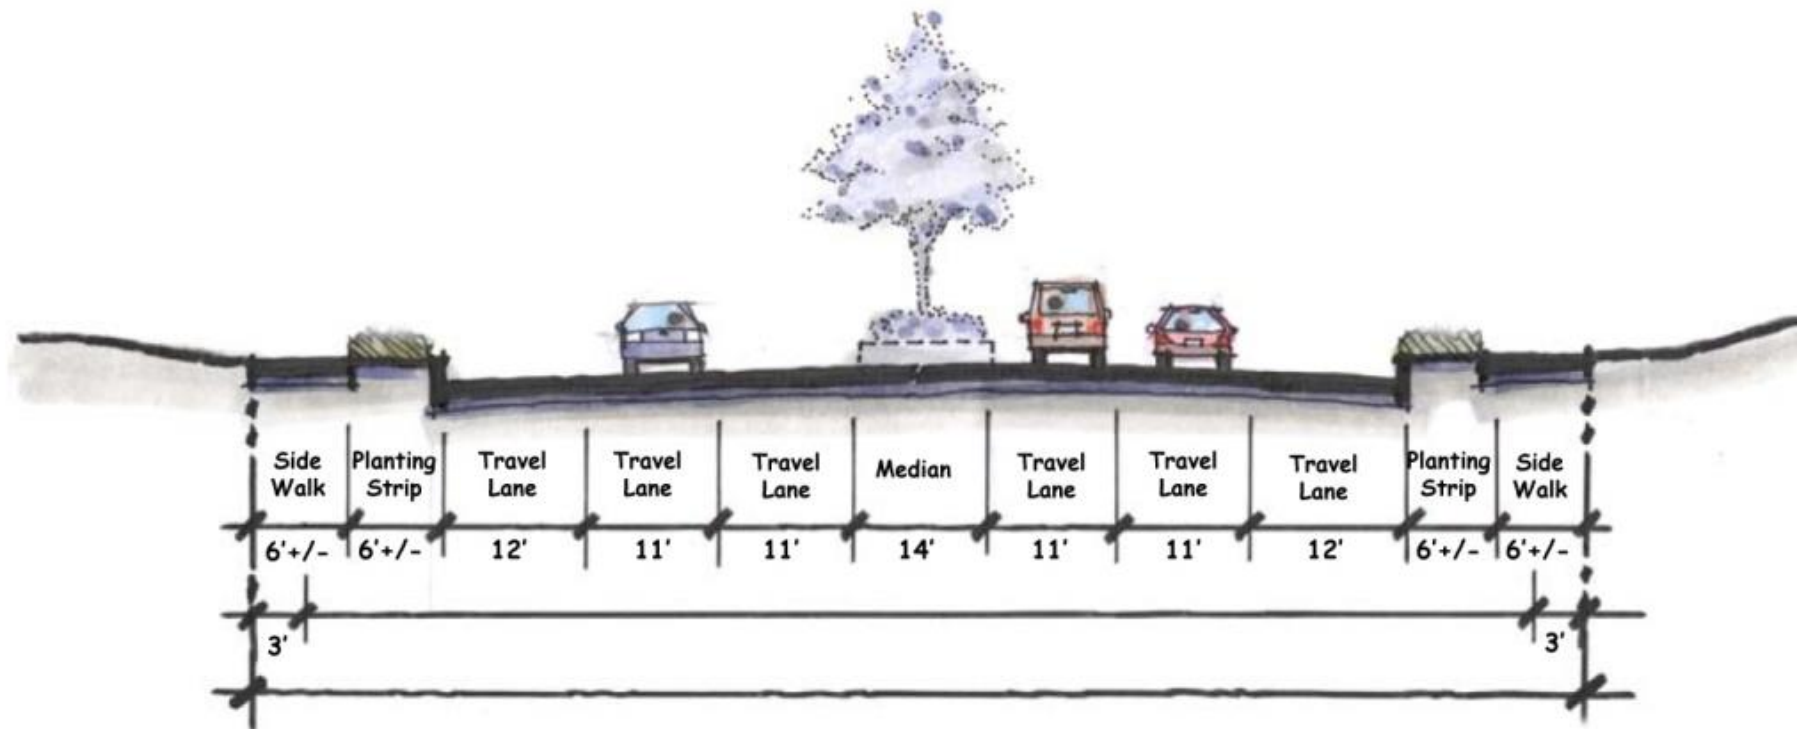 Side
Walk
Planting
Strip
Travel
Lane
Travel
Lane
Travel
Lane
Median
Travel
Lane
Travel
Lane
Travel
Lane
Planting
Strip
Side
Walk
6'+/- 6'+/- 12' 11' 11' 14' 11' 11' 12' 6'+/- 6'+/-
3' 3'